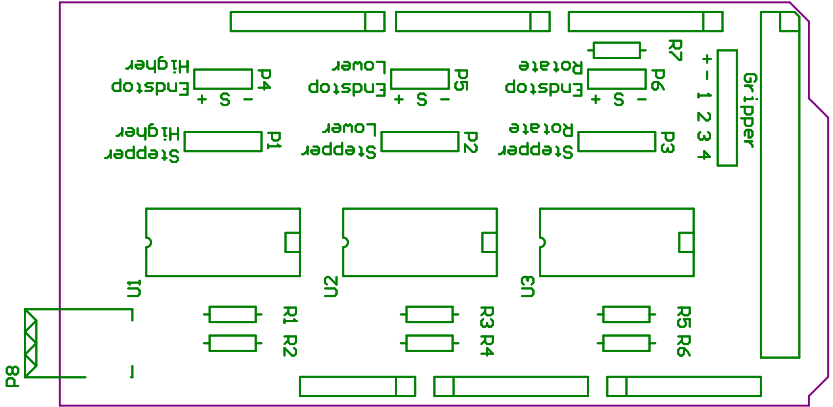 R7
Higher
Endstop
P4
+ S -
Lower
Endstop
P5
+ S -
Rotate
Endstop
P6
+ S -
+
-
1
2
3
4
Gripper
Higher
Stepper
P1
Lower
Stepper
P2
Rotate
Stepper
P3
U1
U2
U3
R1
R3
R5
R2
R4
R6
P8